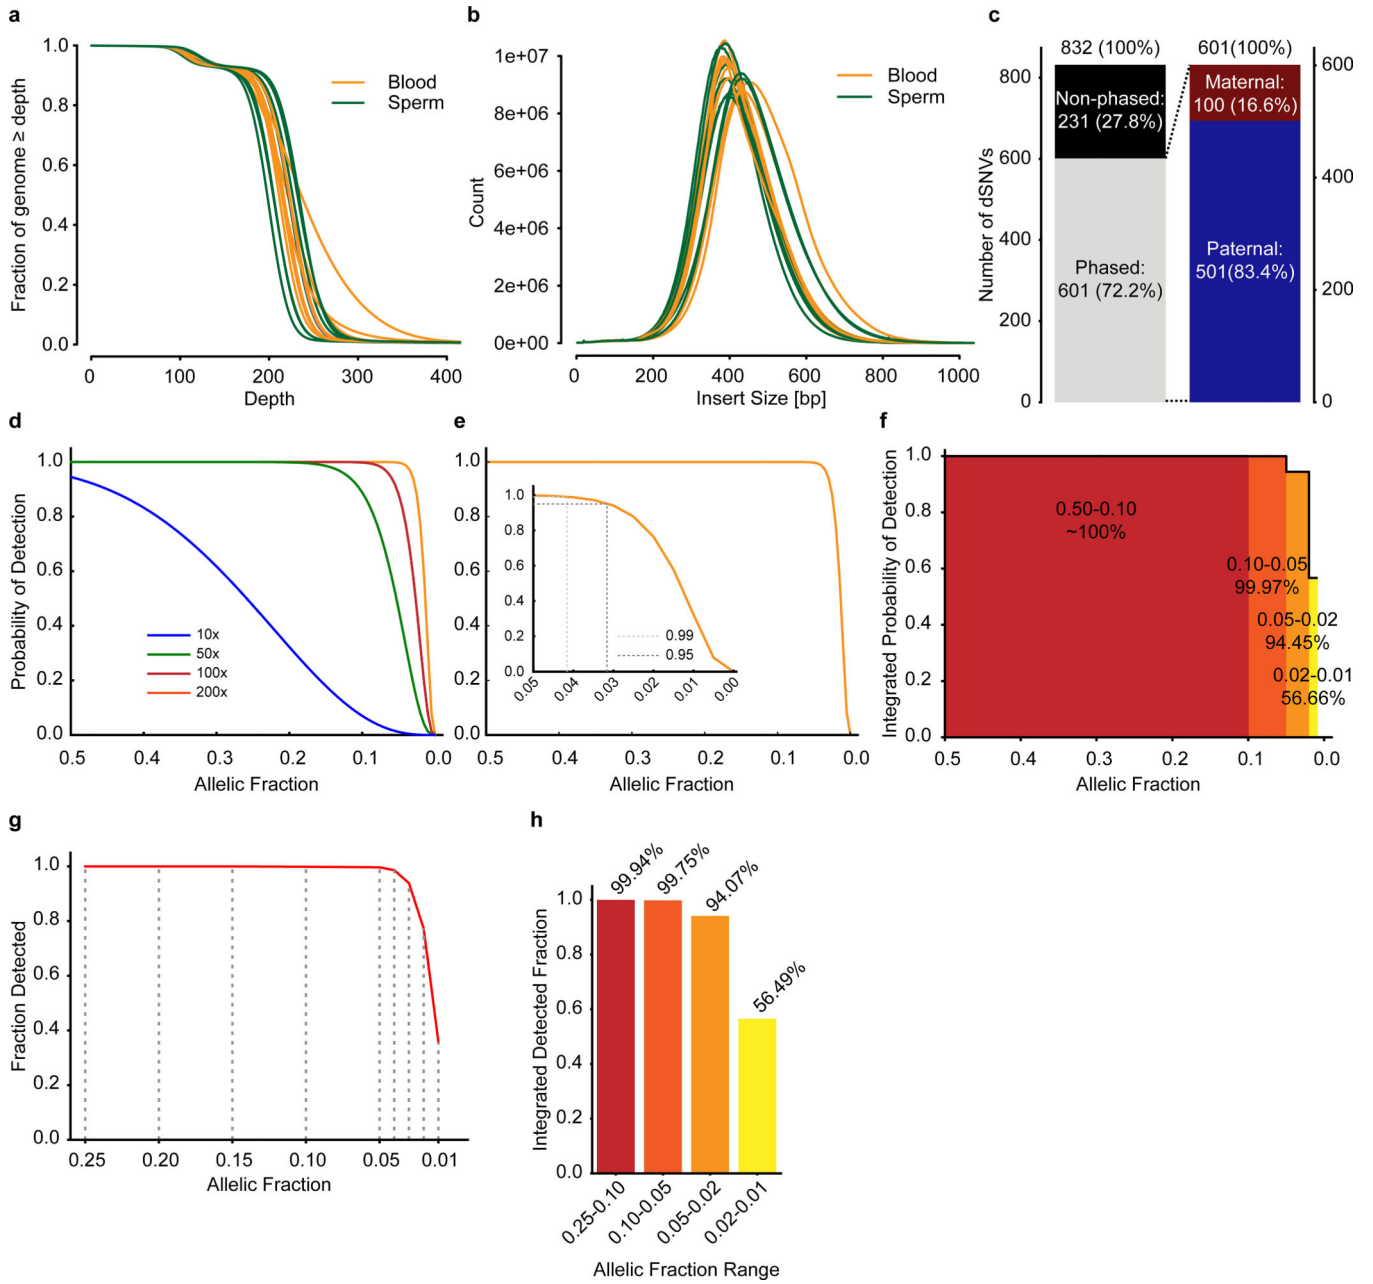 a
1.0
0.8
0.6
0.4
0.2
0.0
Fraction of genome ≥ depth
Blood
Sperm
0 100 200 300 400
Depth
b
1e+07
8e+06
6e+06
4e+06
2e+06
0e+00
Count
Blood
Sperm
0 200 400 600 800 1000
Insert Size [bp]
c
832 (100%) 601(100%)
800
600
400
200
0
Number of dSNVs
Non-phased:
231 (27.8%)
Phased:
601 (72.2%)
Maternal:
100 (16.6%)
Paternal:
501(83.4%)
600
400
200
0
d
1.0
0.8
0.6
0.4
0.2
0.0
Probability of Detection
10x
50x
100x
200x
0.5 0.4 0.3 0.2 0.1 0.0
Allelic Fraction
e
1.0
0.8
0.6
0.4
0.2
0.0
1.0
0.8
0.6
0.4
0.2
0.0
0.99
0.95
0.05 0.04 0.03 0.02 0.01 0.00
0.5 0.4 0.3 0.2 0.1 0.0
Allelic Fraction
f
1.0
0.8
0.6
0.4
0.2
0.0
Integrated Probability of Detection
0.50-0.10
~100%
0.10-0.05
99.97%
0.05-0.02
94.45%
0.02-0.01
56.66%
0.5 0.4 0.3 0.2 0.1 0.0
Allelic Fraction
g
1.0
0.8
0.6
0.4
0.2
0.0
Fraction Detected
0.25 0.20 0.15 0.10 0.05 0.01
Allelic Fraction
h
1.0
0.8
0.6
0.4
0.2
0.0
Integrated Detected Fraction
99.94%
99.75%
94.07%
56.49%
0.25-0.10
0.10-0.05
0.05-0.02
0.02-0.01
Allelic Fraction Range